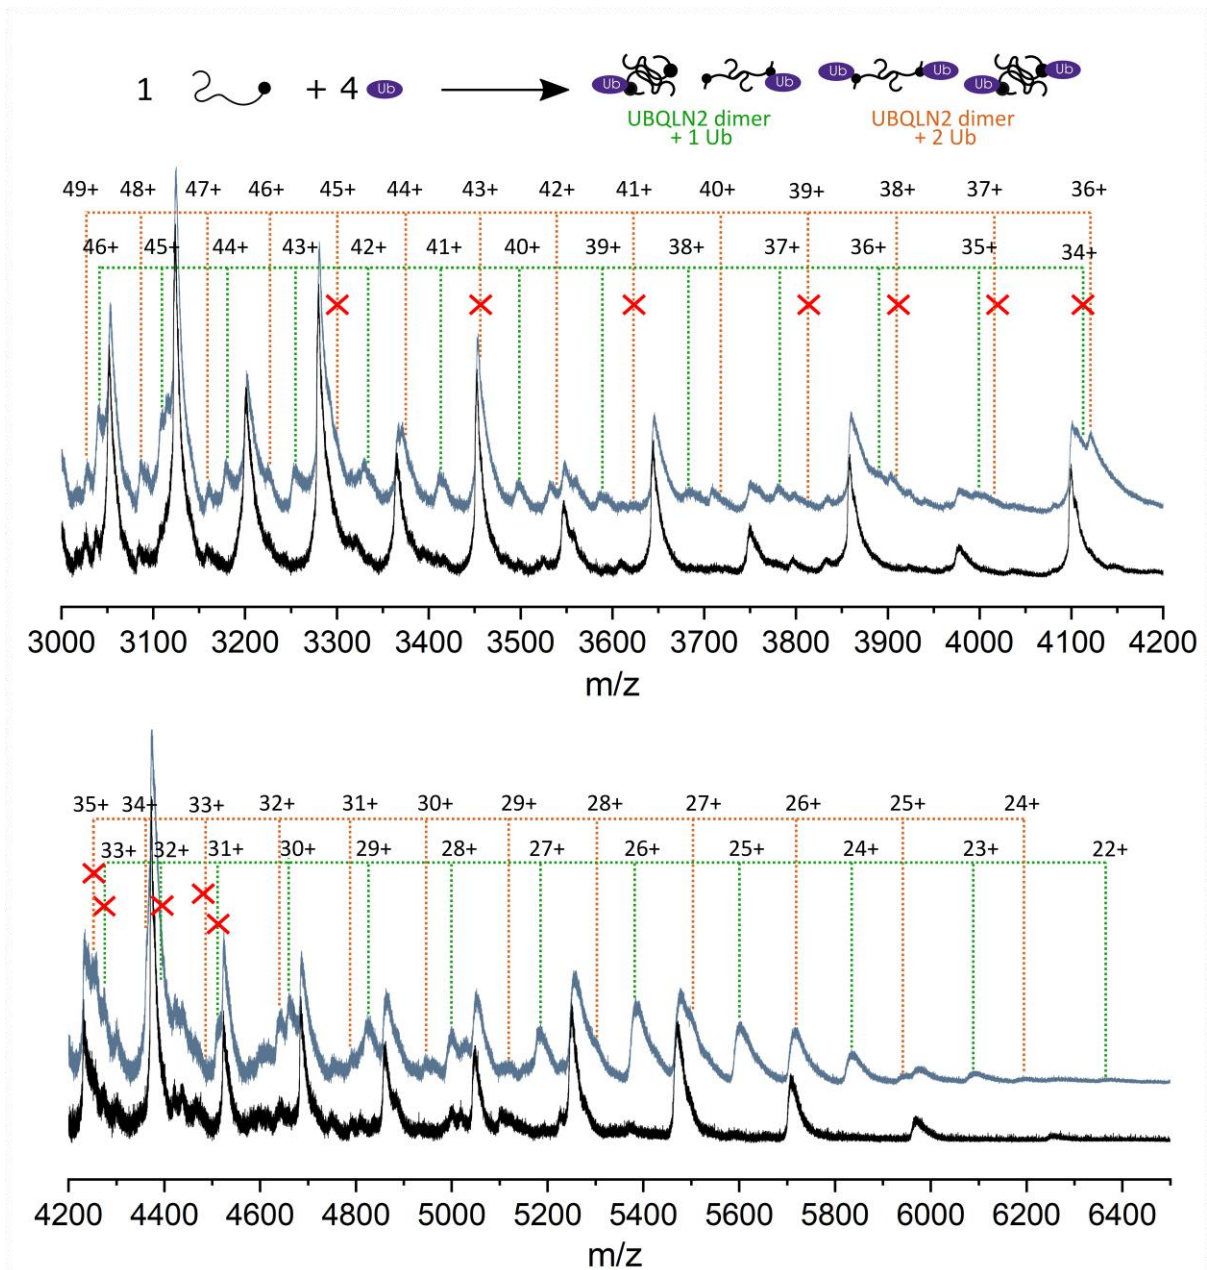 1 + 4 Ub Ub Ub Ub Ub Ub Ub
UBQLN2 dimer UBQLN2 dimer
+ 1 Ub + 2 Ub
49+ 48+ 47+ 46+ 45+ 44+ 43+ 42+ 41+ 40+ 39+ 38+ 37+ 36+
46+ 45+ 44+ 43+ 42+ 41+ 40+ 39+ 38+ 37+ 36+ 35+ 34+
3000 3100 3200 3300 3400 3500 3600 3700 3800 3900 4000 4100 4200
m/z
35+ 34+ 33+ 32+ 31+ 30+ 29+ 28+ 27+ 26+ 25+ 24+
33+ 32+ 31+ 30+ 29+ 28+ 27+ 26+ 25+ 24+ 23+ 22+
4200 4400 4600 4800 5000 5200 5400 5600 5800 6000 6200 6400
m/z